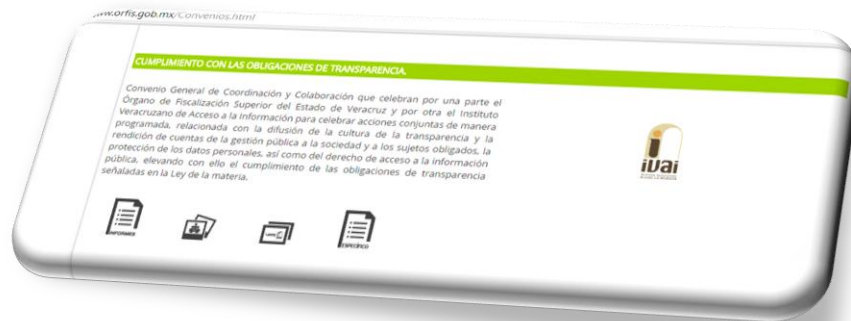 www.orfis.gob.mx/Convenios.html
CUMPLIMIENTO CON LAS OBLIGACIONES DE TRANSPARENCIA.
Convenio General de Coordinación y Colaboración que celebran por una parte el
Órgano de Fiscalización Superior del Estado de Veracruz y por otra el Instituto
Veracruzano de Acceso a la Información para celebrar acciones conjuntas de manera
programada, relacionada con la difusión de la cultura de la transparencia y la
rendición de cuentas de la gestión pública a la sociedad y a los sujetos obligados, la
protección de los datos personales, así como del derecho de acceso a la información
pública, elevando con ello el cumplimiento de las obligaciones de transparencia
señaladas en la Ley de la materia.
ivai
INFORMES
ESPECÍFICO